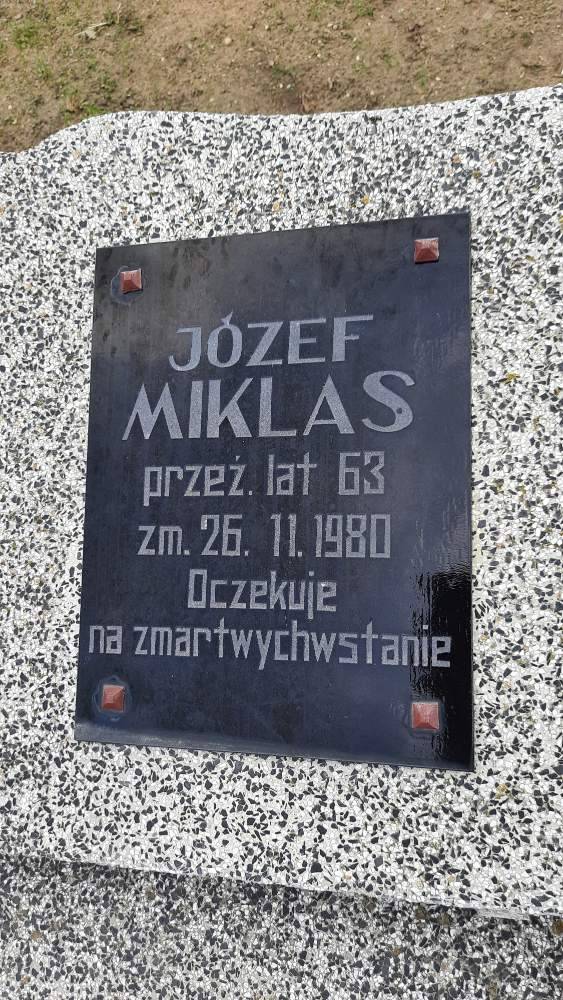 JÓZEF
MIKLAS
przeż. lat 63
zm. 26. 11. 1980
Oczekuje
na zmartwychwstanie